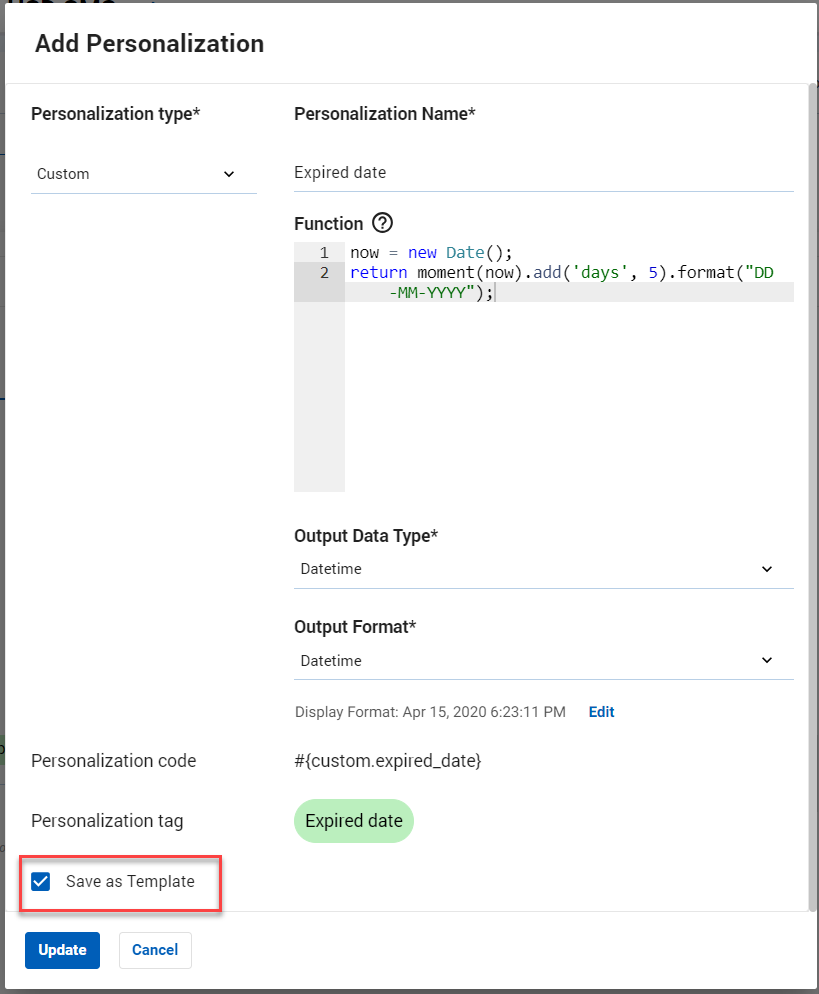 Add Personalization
Personalization type*
Personalization Name*
Custom
Expired date
Function ?
1 now = new Date();
2 return moment(now).add('days', 5).format("DD
-MM-YYYY");
Output Data Type*
Datetime
Output Format*
Datetime
Display Format: Apr 15, 2020 6:23:11 PM Edit
Personalization code #{custom.expired_date}
Personalization tag Expired date
Save as Template
Update Cancel